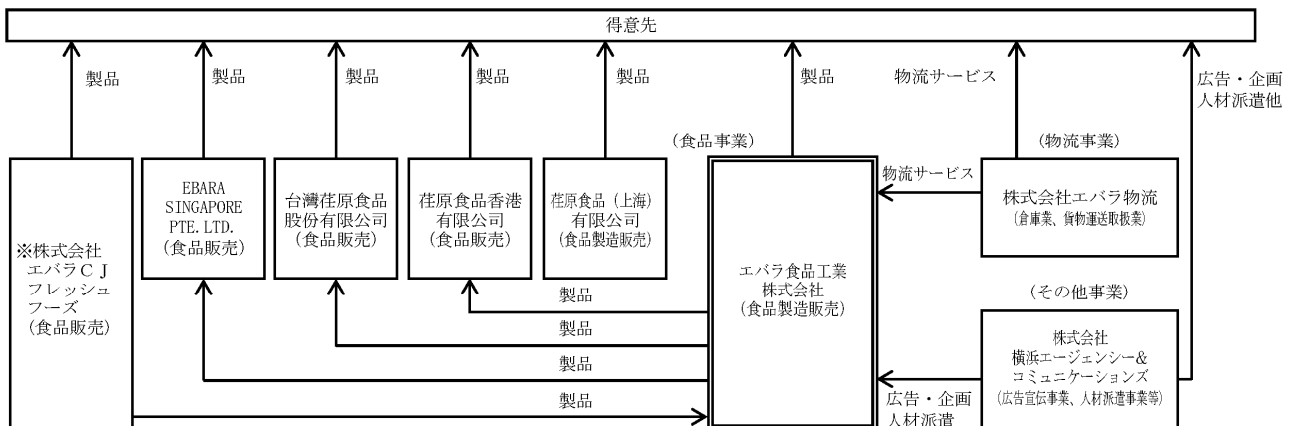 得意先
製品
製品
製品
製品
製品
製品
物流サービス
広告・企画
人材派遣他
(食品事業)
(物流事業)
※株式会社
エバラCJ
フレッシュ
フーズ
(食品販売)
EBARA
SINGAPORE
PTE.LTD.
(食品販売)
台灣荏原食品
股份有限公司
(食品販売)
荏原食品香港
有限公司
(食品販売)
荏原食品(上海)
有限公司
(食品製造販売)
エバラ食品工業
株式会社
(食品製造販売)
物流サービス
株式会社エバラ物流
(倉庫業、貨物運送取扱業)
(その他事業)
株式会社
横浜エージェンシー&
コミュニケーションズ
(広告宣伝事業、人材派遣事業等)
製品
製品
製品
製品
広告・企画
人材派遣